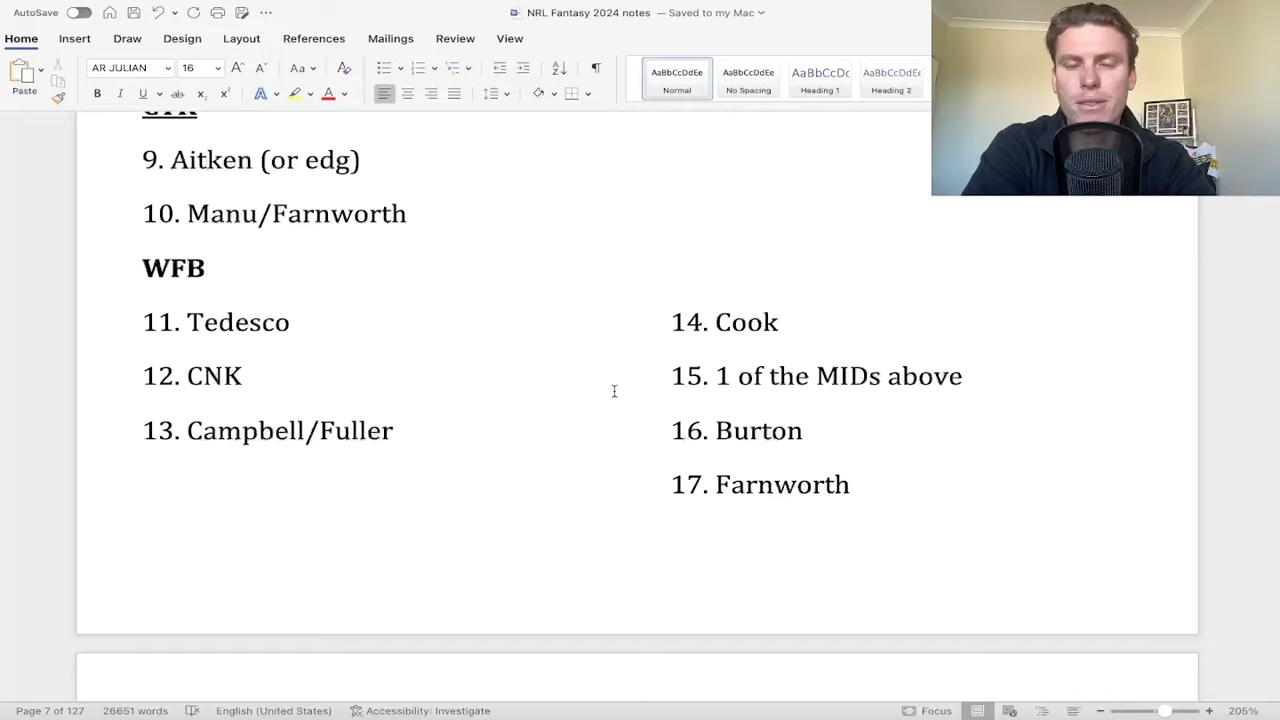 AutoSave
NRL Fantasy 2024 notes — Saved to my Mac
Home Insert Draw Design Layout References Mailings Review View
Paste
AR JULIAN 16
AaBbCcDdEe AaBbCcDdEe AaBbCcDc AaBbCcDdEe
Normal No Spacing Heading 1 Heading 2
CTR
9. Aitken (or edg)
10. Manu/Farnworth
WFB
11. Tedesco
12. CNK
13. Campbell/Fuller
14. Cook
15. 1 of the MIDs above
16. Burton
17. Farnworth
Page 7 of 127 26651 words English (United States) Accessibility: Investigate Focus 205%